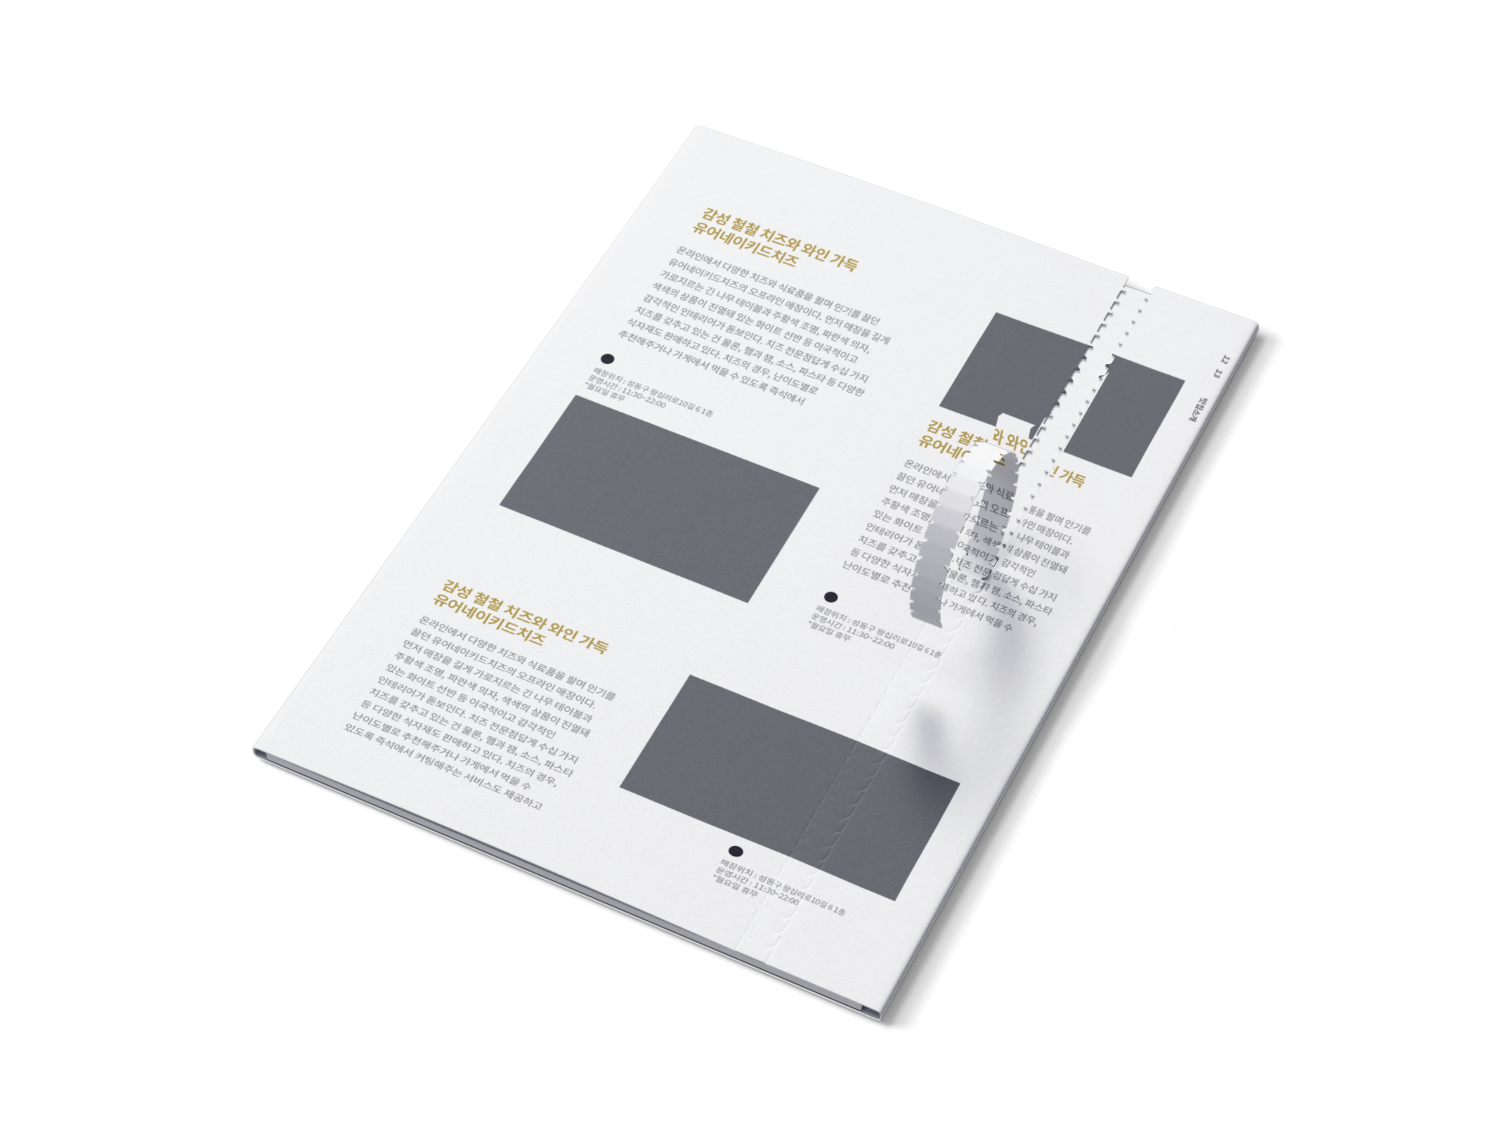 감성 철철 치즈와 와인 가득
유어네이키드치즈
온라인에서 다양한 치즈와 식료품을 팔며 인기를 끌던
유어네이키드치즈의 오프라인 매장이다. 먼저 매장을 길게
가로지르는 긴 나무 테이블과 주황색 조명, 파란색 의자,
색색의 상품이 진열돼 있는 화이트 선반 등 이국적이고
감각적인 인테리어가 돋보인다. 치즈 전문점답게 수십 가지
치즈를 갖추고 있는 건 물론, 햄과 잼, 소스, 파스타 등 다양한
식자재도 판매하고 있다. 치즈의 경우, 난이도별로
추천해주거나 가게에서 먹을 수 있도록 즉석에서
매장위치 : 성동구 왕십리로10길 6 1층
운영시간 : 11:30~22:00
*월요일 휴무
감성 철철 치즈와 와인 가득
유어네이키드치즈
온라인에서 다양한 치즈와 식료품을 팔며 인기를
끌던 유어네이키드치즈의 오프라인 매장이다.
먼저 매장을 길게 가로지르는 긴 나무 테이블과
주황색 조명, 파란색 의자, 색색의 상품이 진열돼
있는 화이트 선반 등 이국적이고 감각적인
인테리어가 돋보인다. 치즈 전문점답게 수십 가지
치즈를 갖추고 있는 건 물론, 햄과 잼, 소스, 파스타
등 다양한 식자재도 판매하고 있다. 치즈의 경우,
난이도별로 추천해주거나 가게에서 먹을 수
있도록 즉석에서 커팅해주는 서비스도 제공하고
감성 철철 와 와인 가득
유어네
온라인에서 식료품을 팔며 인기를
끌던 유어네 의 오프라인 매장이다.
먼저 매장을 가로지르는 나무 테이블과
주황색 조명 색색의 상품이 진열돼
있는 화이트 이국적이고 감각적인
인테리어가 치즈 전문점답게 수십 가지
치즈를 갖추고 물론, 햄과 잼, 소스, 파스타
등 다양한 식자 매하고 있다. 치즈의 경우,
난이도별로 추천 나 가게에서 먹을 수
매장위치 : 성동구 왕십리로10길 6 1층
운영시간 : 11:30~22:00
*월요일 휴무
매장위치 : 성동구 왕십리로10길 6 1층
운영시간 : 11:30~22:00
*월요일 휴무
12 13 맛집소개